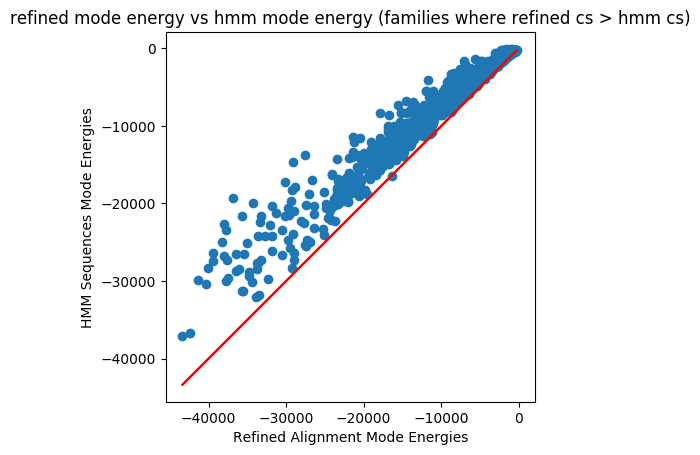 refined mode energy vs hmm mode energy (families where refined cs > hmm cs)
0
−10000
−20000
−30000
−40000
HMM Sequences Mode Energies
−40000 −30000 −20000 −10000 0
Refined Alignment Mode Energies